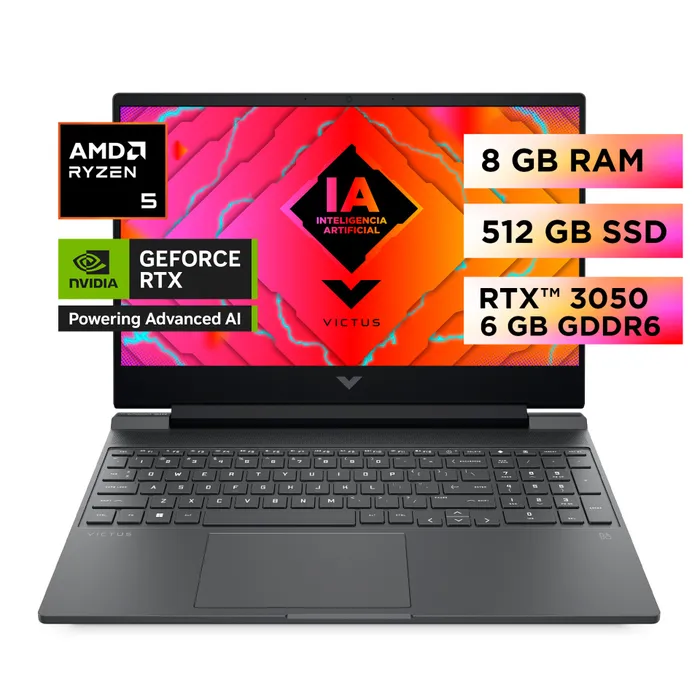 AMD
RYZEN
5
NVIDIA
GEFORCE
RTX
Powering Advanced AI
IA
INTELIGENCIA
ARTIFICIAL
VICTUS
8 GB RAM
512 GB SSD
RTX™ 3050
6 GB GDDR6
Q W E R T Y U I O P
A S D F G H J K L
Z X C V B N M
VICTUS